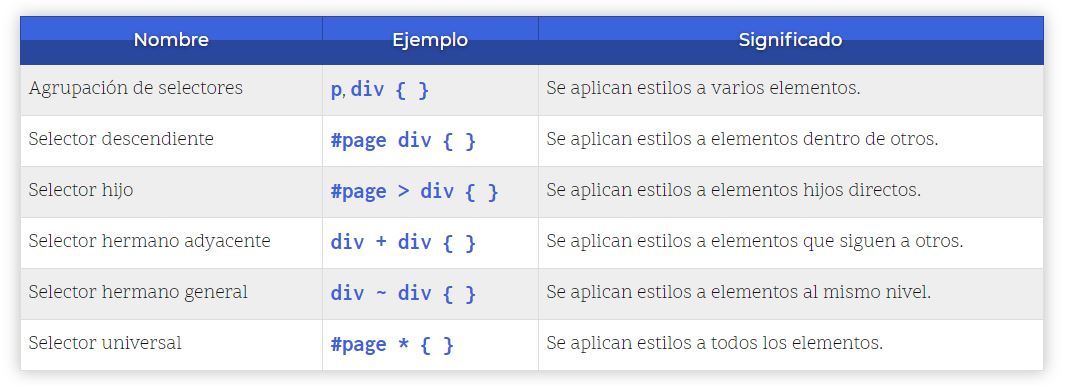 Nombre Ejemplo Significado
Agrupación de selectores p, div { } Se aplican estilos a varios elementos.
Selector descendiente #page div { } Se aplican estilos a elementos dentro de otros.
Selector hijo #page > div { } Se aplican estilos a elementos hijos directos.
Selector hermano adyacente div + div { } Se aplican estilos a elementos que siguen a otros.
Selector hermano general div ~ div { } Se aplican estilos a elementos al mismo nivel.
Selector universal #page * { } Se aplican estilos a todos los elementos.